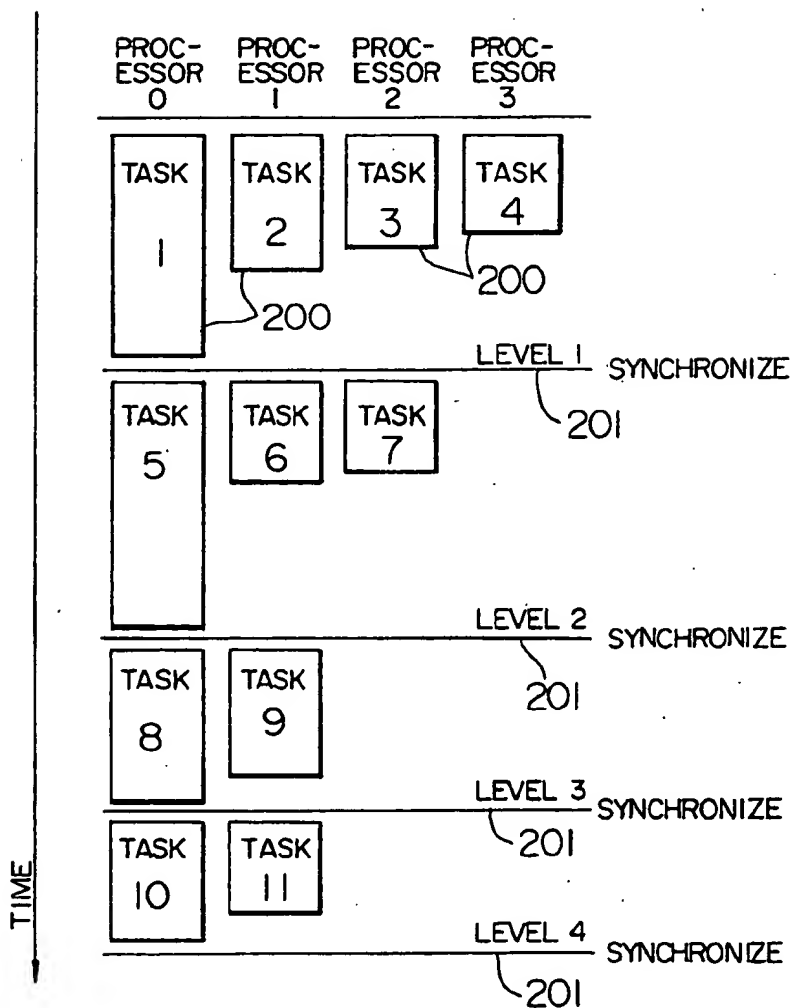 PROC- PROC- PROC- PROC-
ESSOR ESSOR ESSOR ESSOR
0 1 2 3
TASK TASK TASK TASK
1 2 3 4
200 200
LEVEL 1 SYNCHRONIZE
201
TASK TASK TASK
5 6 7
LEVEL 2 SYNCHRONIZE
201
TASK TASK
8 9
LEVEL 3 SYNCHRONIZE
201
TASK TASK
10 11
TIME
LEVEL 4 SYNCHRONIZE
201